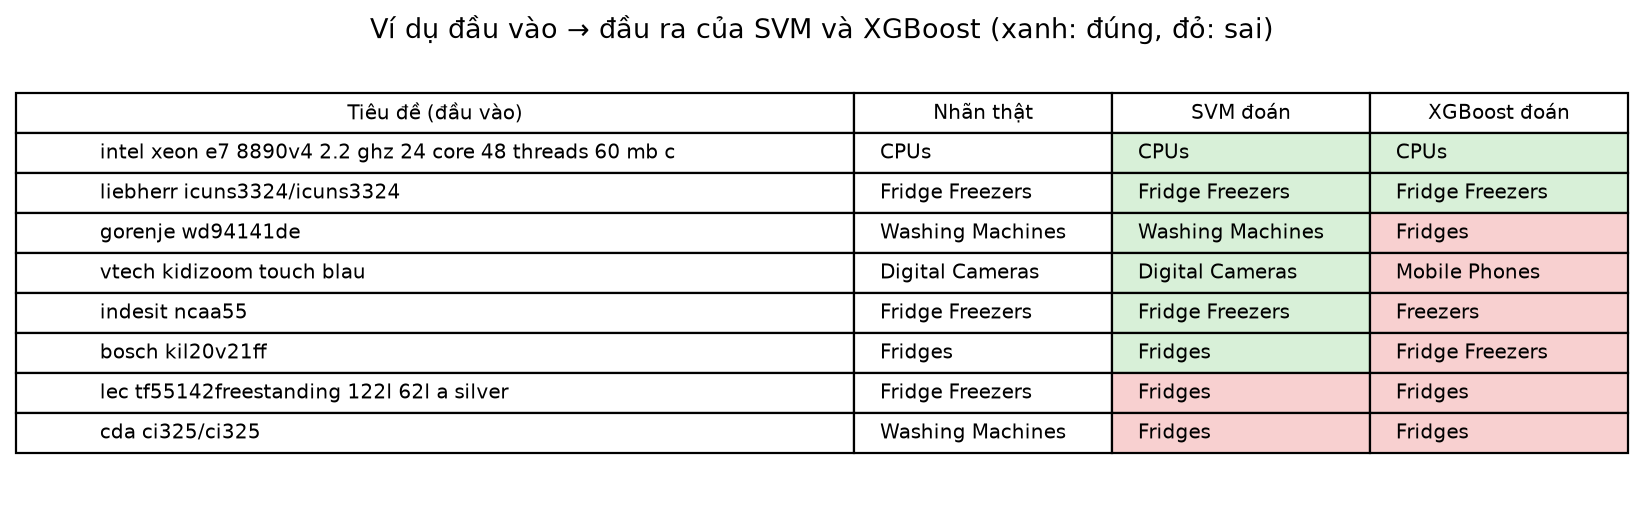 Ví dụ đầu vào → đầu ra của SVM và XGBoost (xanh: đúng, đỏ: sai)
Tiêu đề (đầu vào) Nhãn thật SVM đoán XGBoost đoán
intel xeon e7 8890v4 2.2 ghz 24 core 48 threads 60 mb c CPUs CPUs CPUs
liebherr icuns3324/icuns3324 Fridge Freezers Fridge Freezers Fridge Freezers
gorenje wd94141de Washing Machines Washing Machines Fridges
vtech kidizoom touch blau Digital Cameras Digital Cameras Mobile Phones
indesit ncaa55 Fridge Freezers Fridge Freezers Freezers
bosch kil20v21ff Fridges Fridges Fridge Freezers
lec tf55142freestanding 122l 62l a silver Fridge Freezers Fridges Fridges
cda ci325/ci325 Washing Machines Fridges Fridges